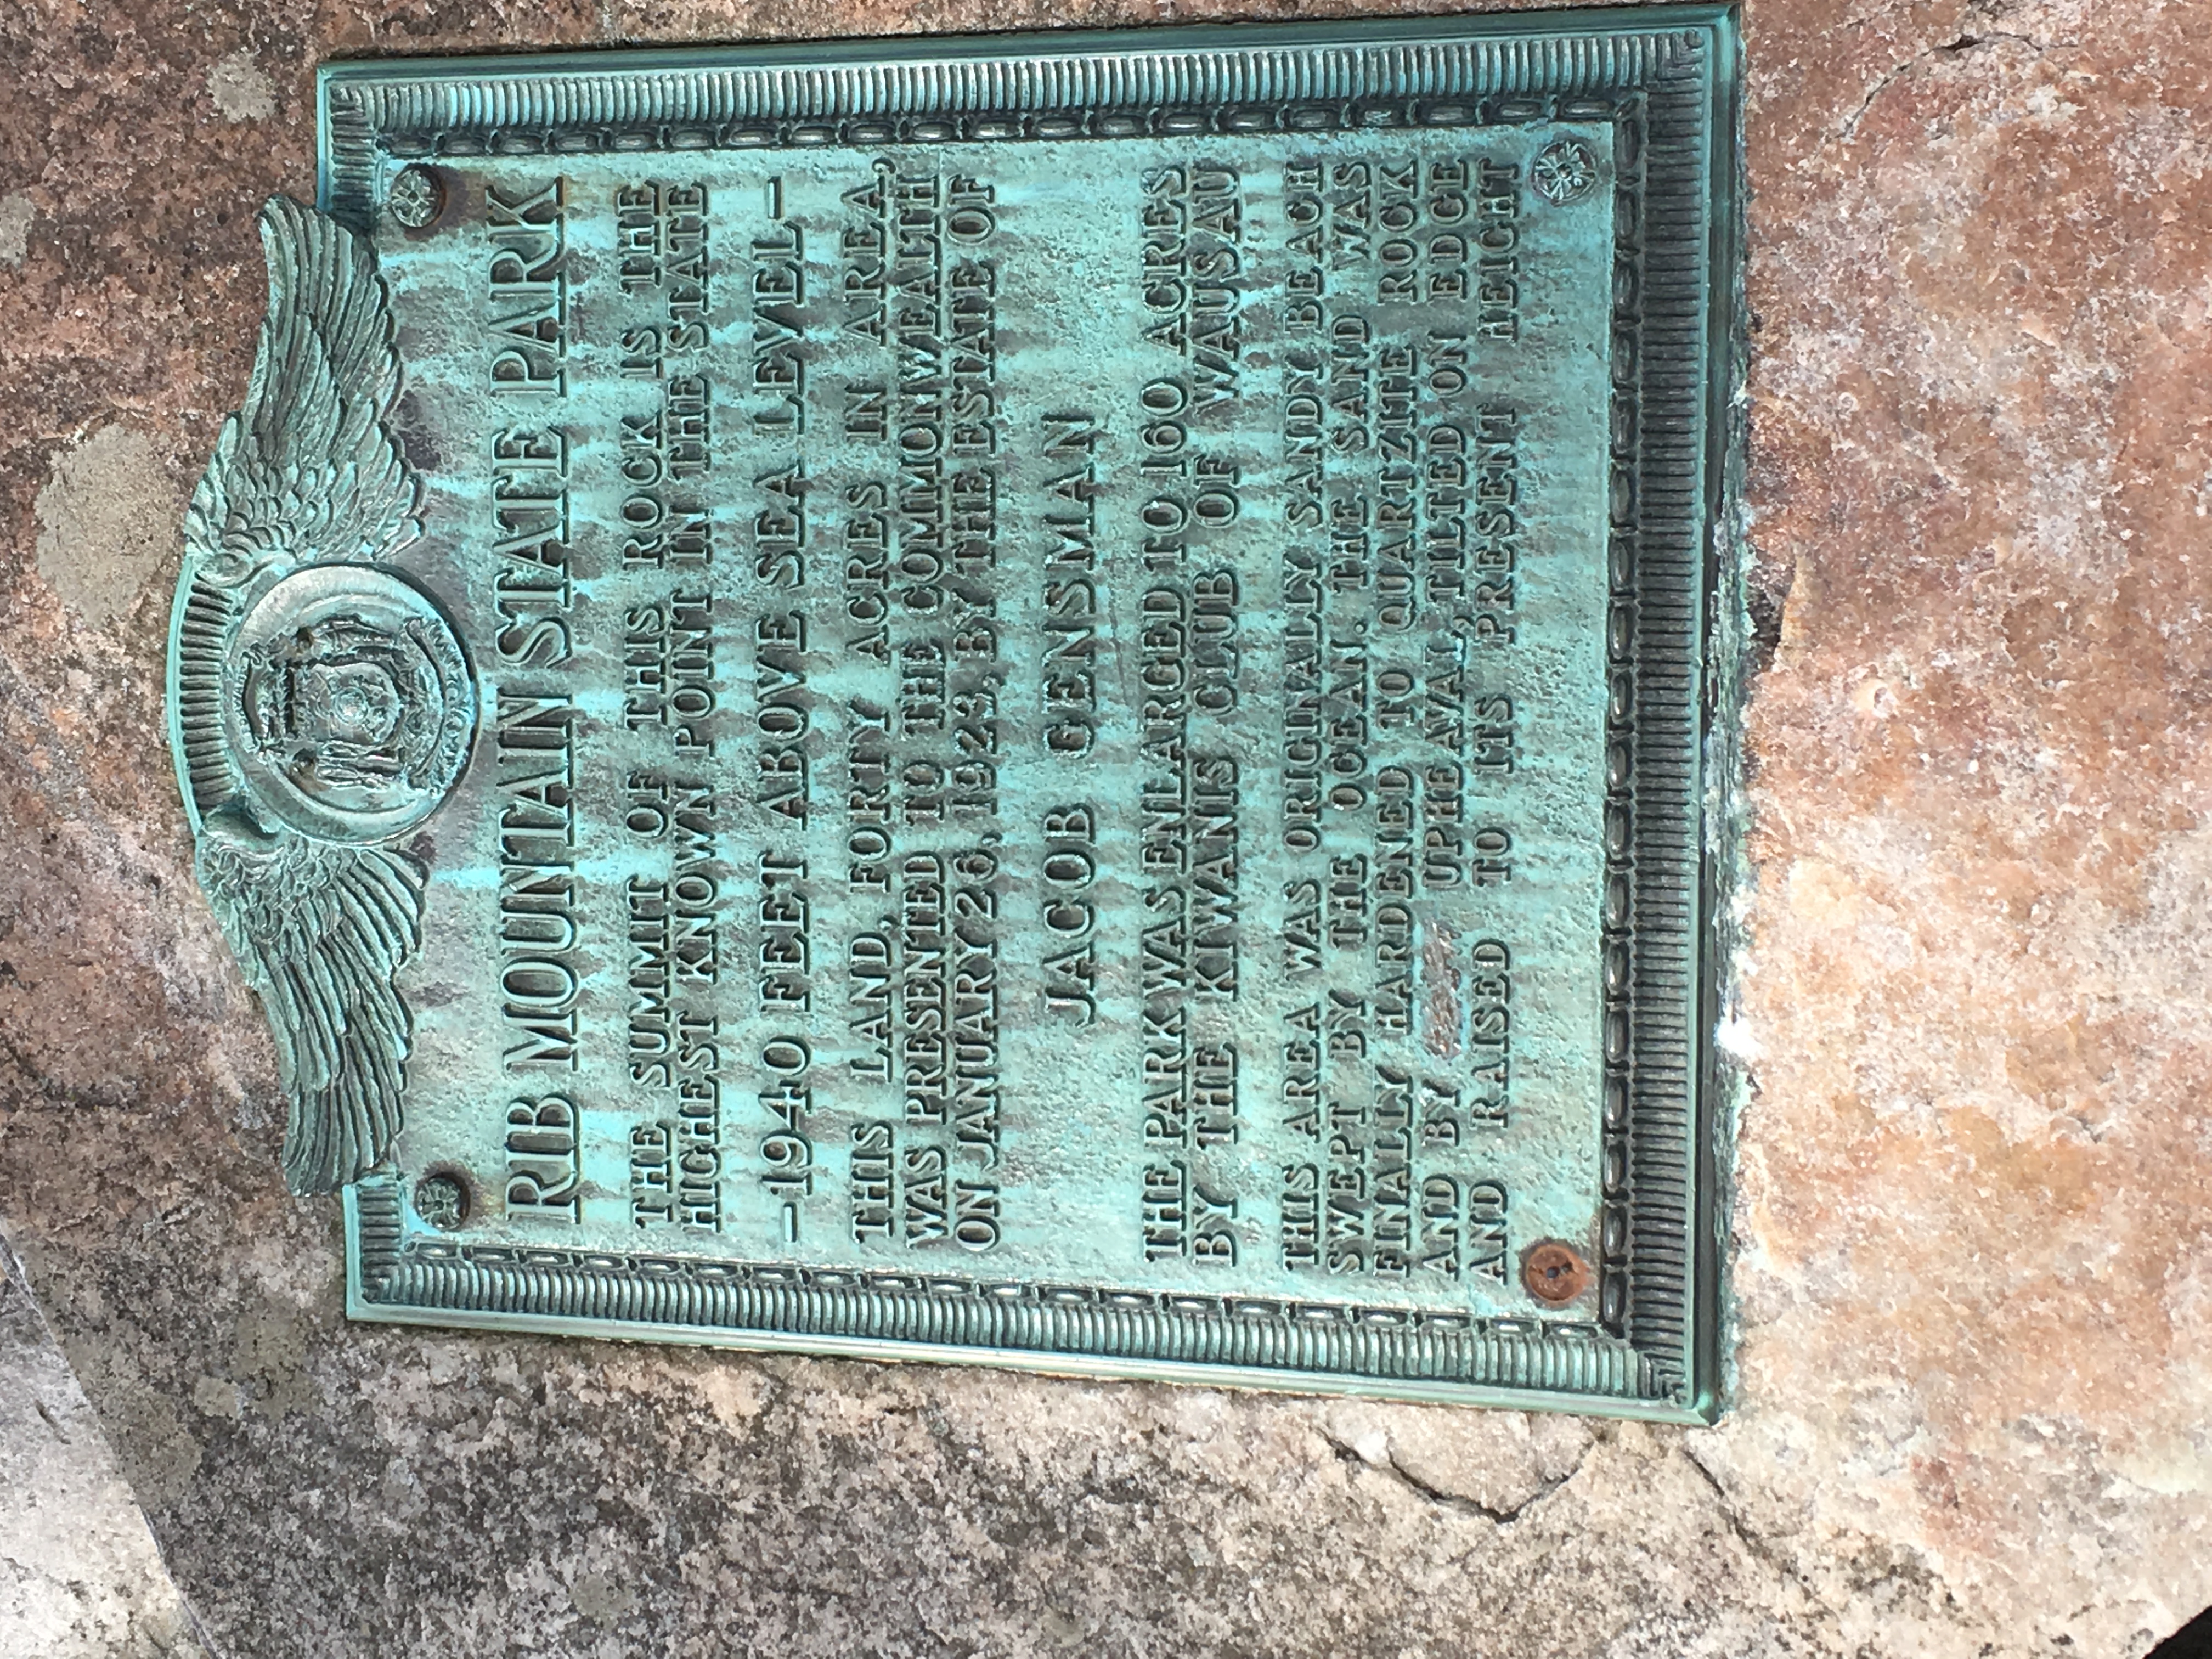 RIB MOUNTAIN STATE PARK
THE SUMMIT OF THIS ROCK IS THE
HIGHEST KNOWN POINT IN THE STATE
-1940 FEET ABOVE SEA LEVEL-
THIS LAND, FORTY ACRES IN AREA,
WAS PRESENTED TO THE COMMONWEALTH
ON JANUARY 26, 1923, BY THE ESTATE OF
JACOB GENSMAN
THE PARK WAS ENLARGED TO 160 ACRES
BY THE KIWANIS CLUB OF WAUSAU
THIS AREA WAS ORIGINALLY SANDY BEACH
SWEPT BY THE OCEAN. THE SAND WAS
FINALLY HARDENED TO QUARTZITE ROCK
AND BY UPHEAVAL, TILTED ON EDGE
AND RAISED TO ITS PRESENT HEIGHT